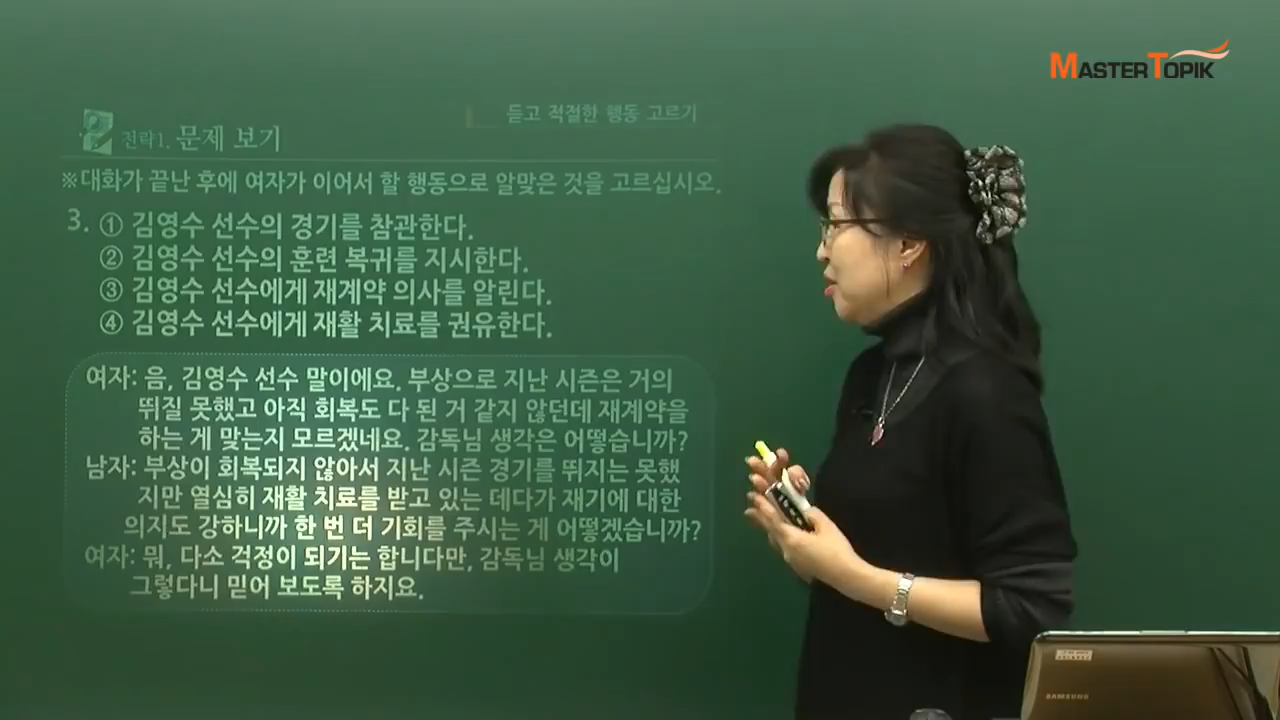 MASTER TOPIK
듣고 적절한 행동 고르기
전략1. 문제 보기
※대화가 끝난 후에 여자가 이어서 할 행동으로 알맞은 것을 고르십시오.
3. ① 김영수 선수의 경기를 참관한다.
② 김영수 선수의 훈련 복귀를 지시한다.
③ 김영수 선수에게 재계약 의사를 알린다.
④ 김영수 선수에게 재활 치료를 권유한다.
여자: 음, 김영수 선수 말이에요. 부상으로 지난 시즌은 거의
뛰질 못했고 아직 회복도 다 된 거 같지 않던데 재계약을
하는 게 맞는지 모르겠네요. 감독님 생각은 어떻습니까?
남자: 부상이 회복되지 않아서 지난 시즌 경기를 뛰지는 못했
지만 열심히 재활 치료를 받고 있는 데다가 재기에 대한
의지도 강하니까 한 번 더 기회를 주시는 게 어떻겠습니까?
여자: 뭐, 다소 걱정이 되기는 합니다만, 감독님 생각이
그렇다니 믿어 보도록 하지요.
SAMSUNG